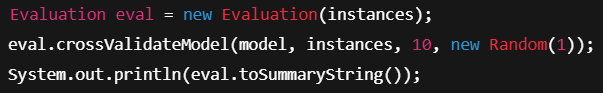 Evaluation eval = new Evaluation(instances);
eval.crossValidateModel(model, instances, 10, new Random(1));
System.out.println(eval.toSummaryString());